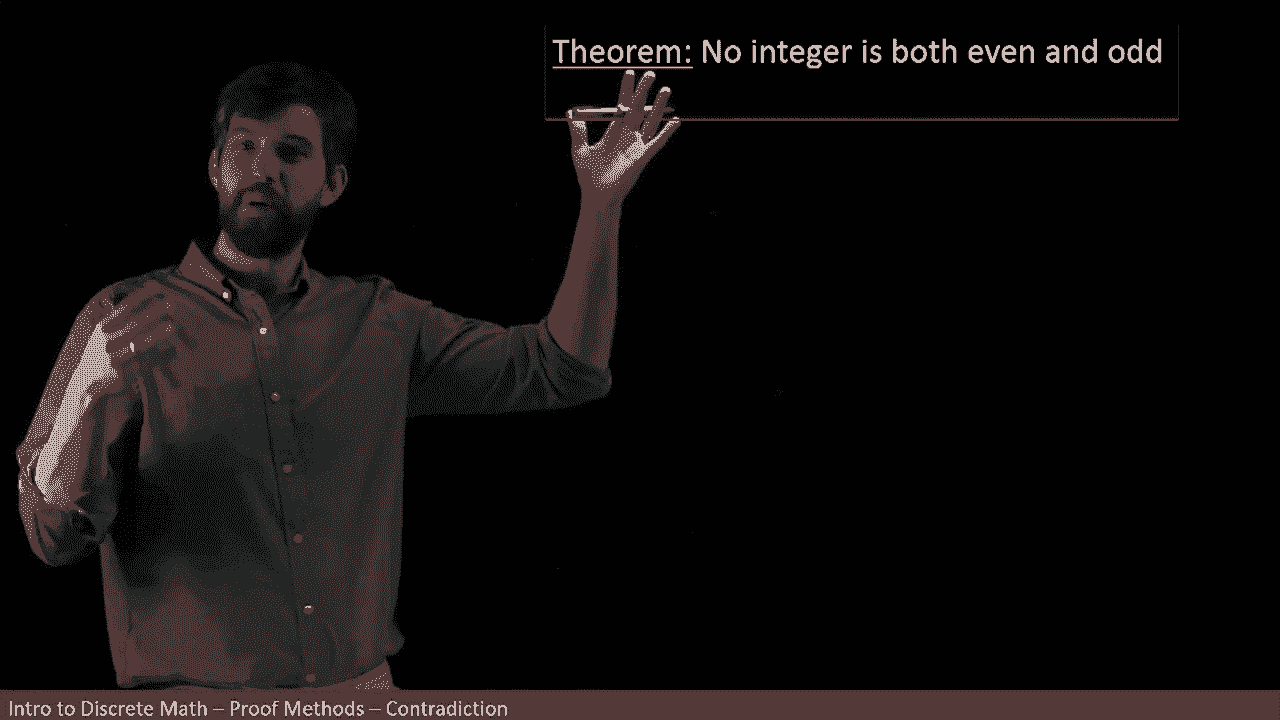 Theorem: No integer is both even and odd
Intro to Discrete Math – Proof Methods – Contradiction